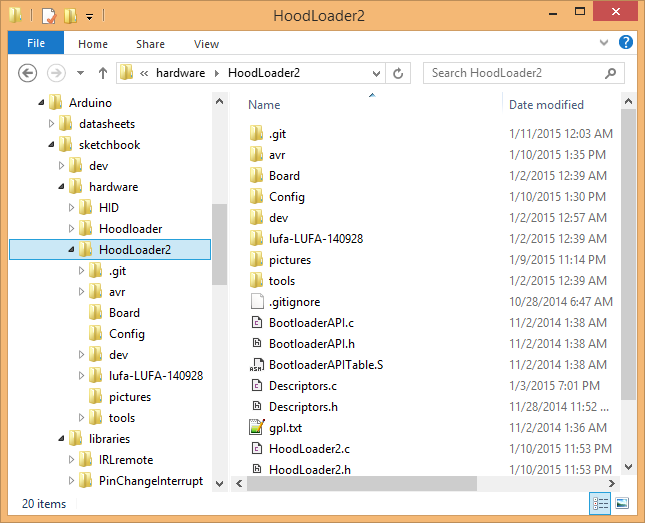 HoodLoader2
File Home Share View
« hardware HoodLoader2 Search HoodLoader2
Arduino
datasheets
sketchbook
dev
hardware
HID
Hoodloader
HoodLoader2
.git
avr
Board
Config
dev
lufa-LUFA-140928
pictures
tools
libraries
IRLremote
PinChangeInterrupt
Name Date modified
.git 1/11/2015 12:03 AM
avr 1/10/2015 1:35 PM
Board 1/2/2015 12:39 AM
Config 1/10/2015 1:30 PM
dev 1/2/2015 12:57 AM
lufa-LUFA-140928 1/2/2015 12:39 AM
pictures 1/9/2015 11:14 PM
tools 1/2/2015 12:39 AM
.gitignore 10/28/2014 6:47 AM
BootloaderAPI.c 11/2/2014 1:38 AM
BootloaderAPI.h 11/2/2014 1:38 AM
BootloaderAPITable.S 11/2/2014 1:38 AM
Descriptors.c 1/3/2015 7:01 PM
Descriptors.h 11/28/2014 11:52 ...
gpl.txt 11/2/2014 1:36 AM
HoodLoader2.c 1/10/2015 11:53 PM
HoodLoader2.h 1/10/2015 11:53 PM
20 items